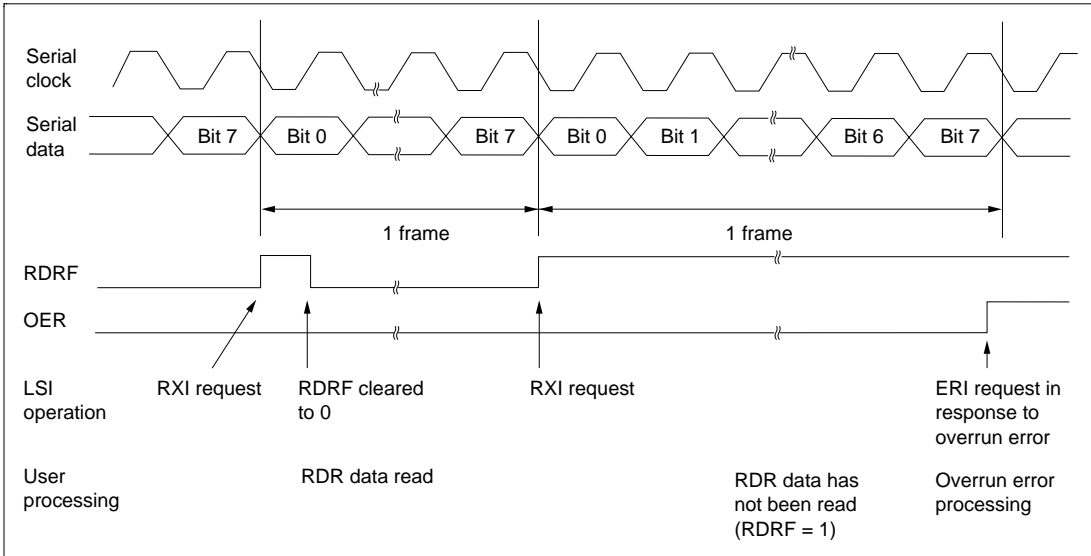 Serial
clock
Serial
data
Bit 7
Bit 0
Bit 7
Bit 0
Bit 1
Bit 6
Bit 7
1 frame
1 frame
RDRF
OER
LSI
operation
RXI request
RDRF cleared
to 0
RXI request
ERI request in
response to
overrun error
User
processing
RDR data read
RDR data has
not been read
(RDRF = 1)
Overrun error
processing